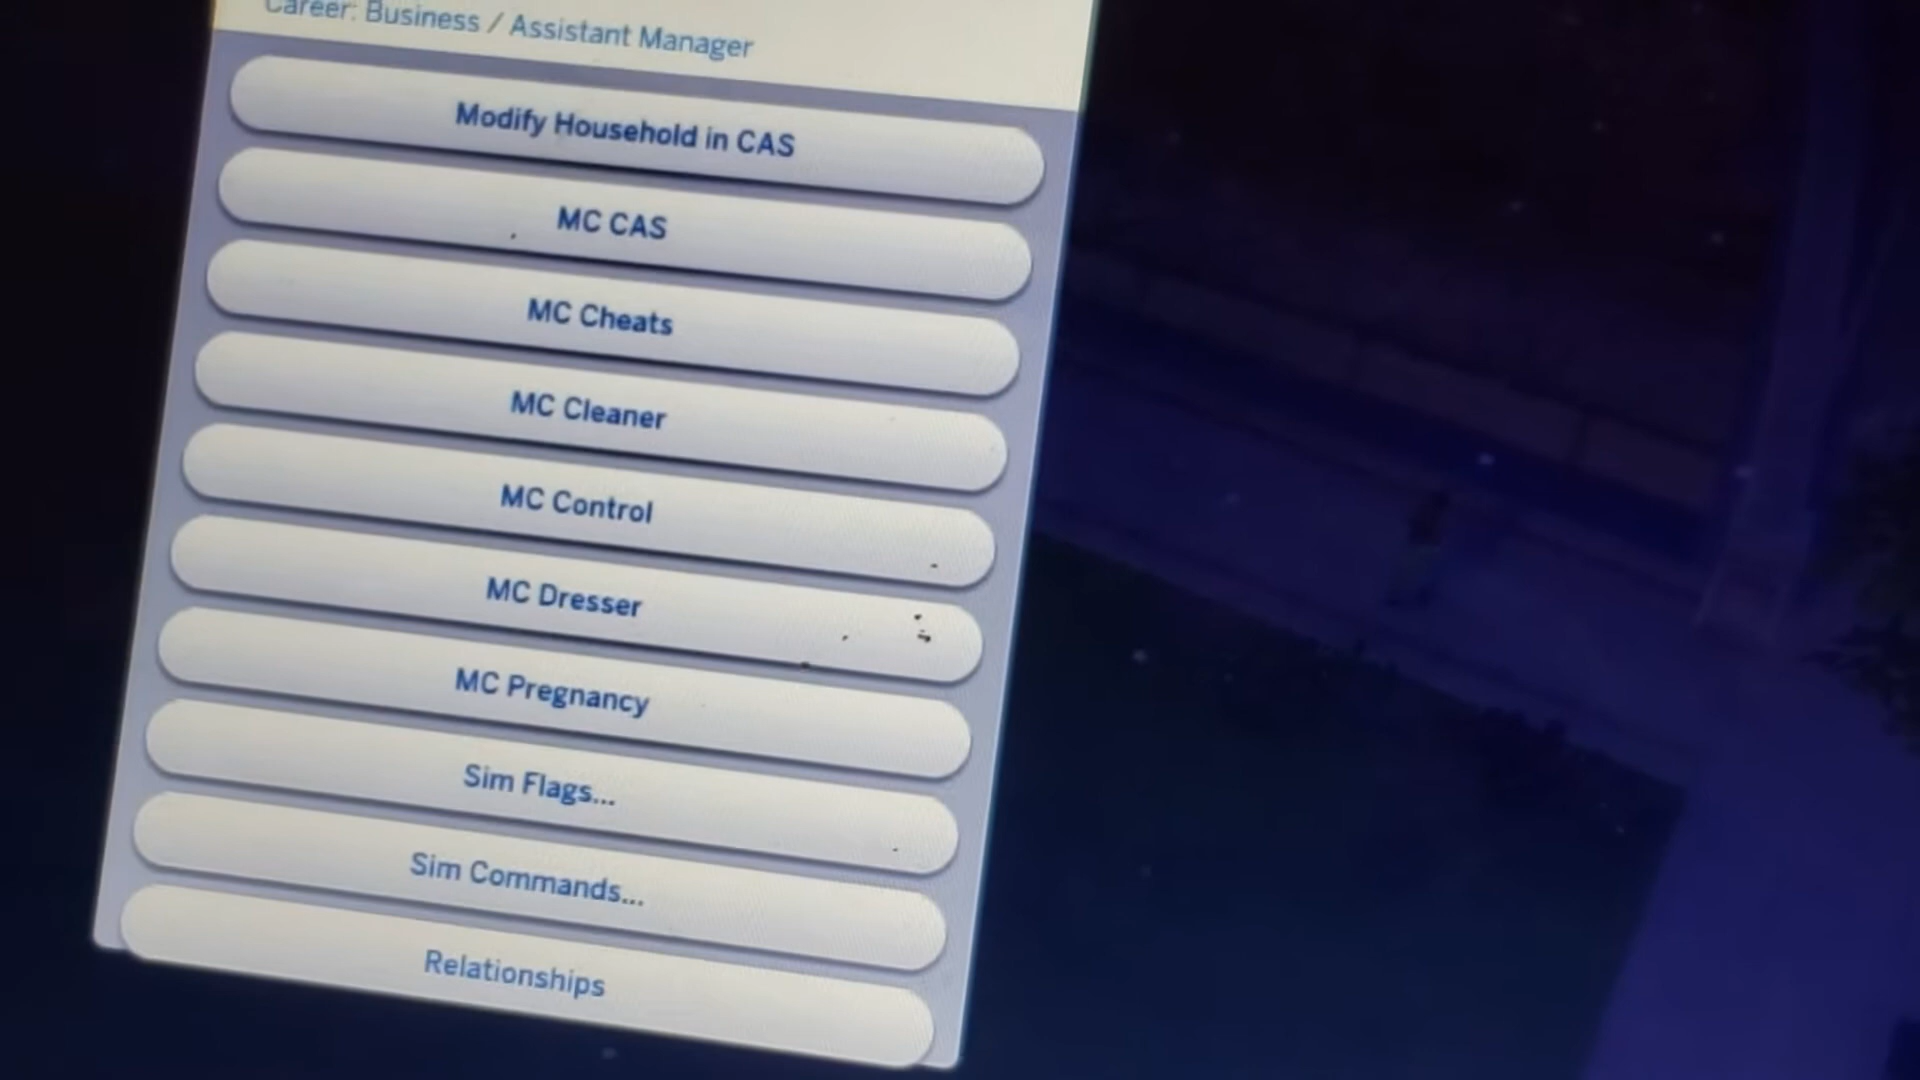 Career: Business / Assistant Manager
Modify Household in CAS
MC CAS
MC Cheats
MC Cleaner
MC Control
MC Dresser
MC Pregnancy
Sim Flags...
Sim Commands...
Relationships